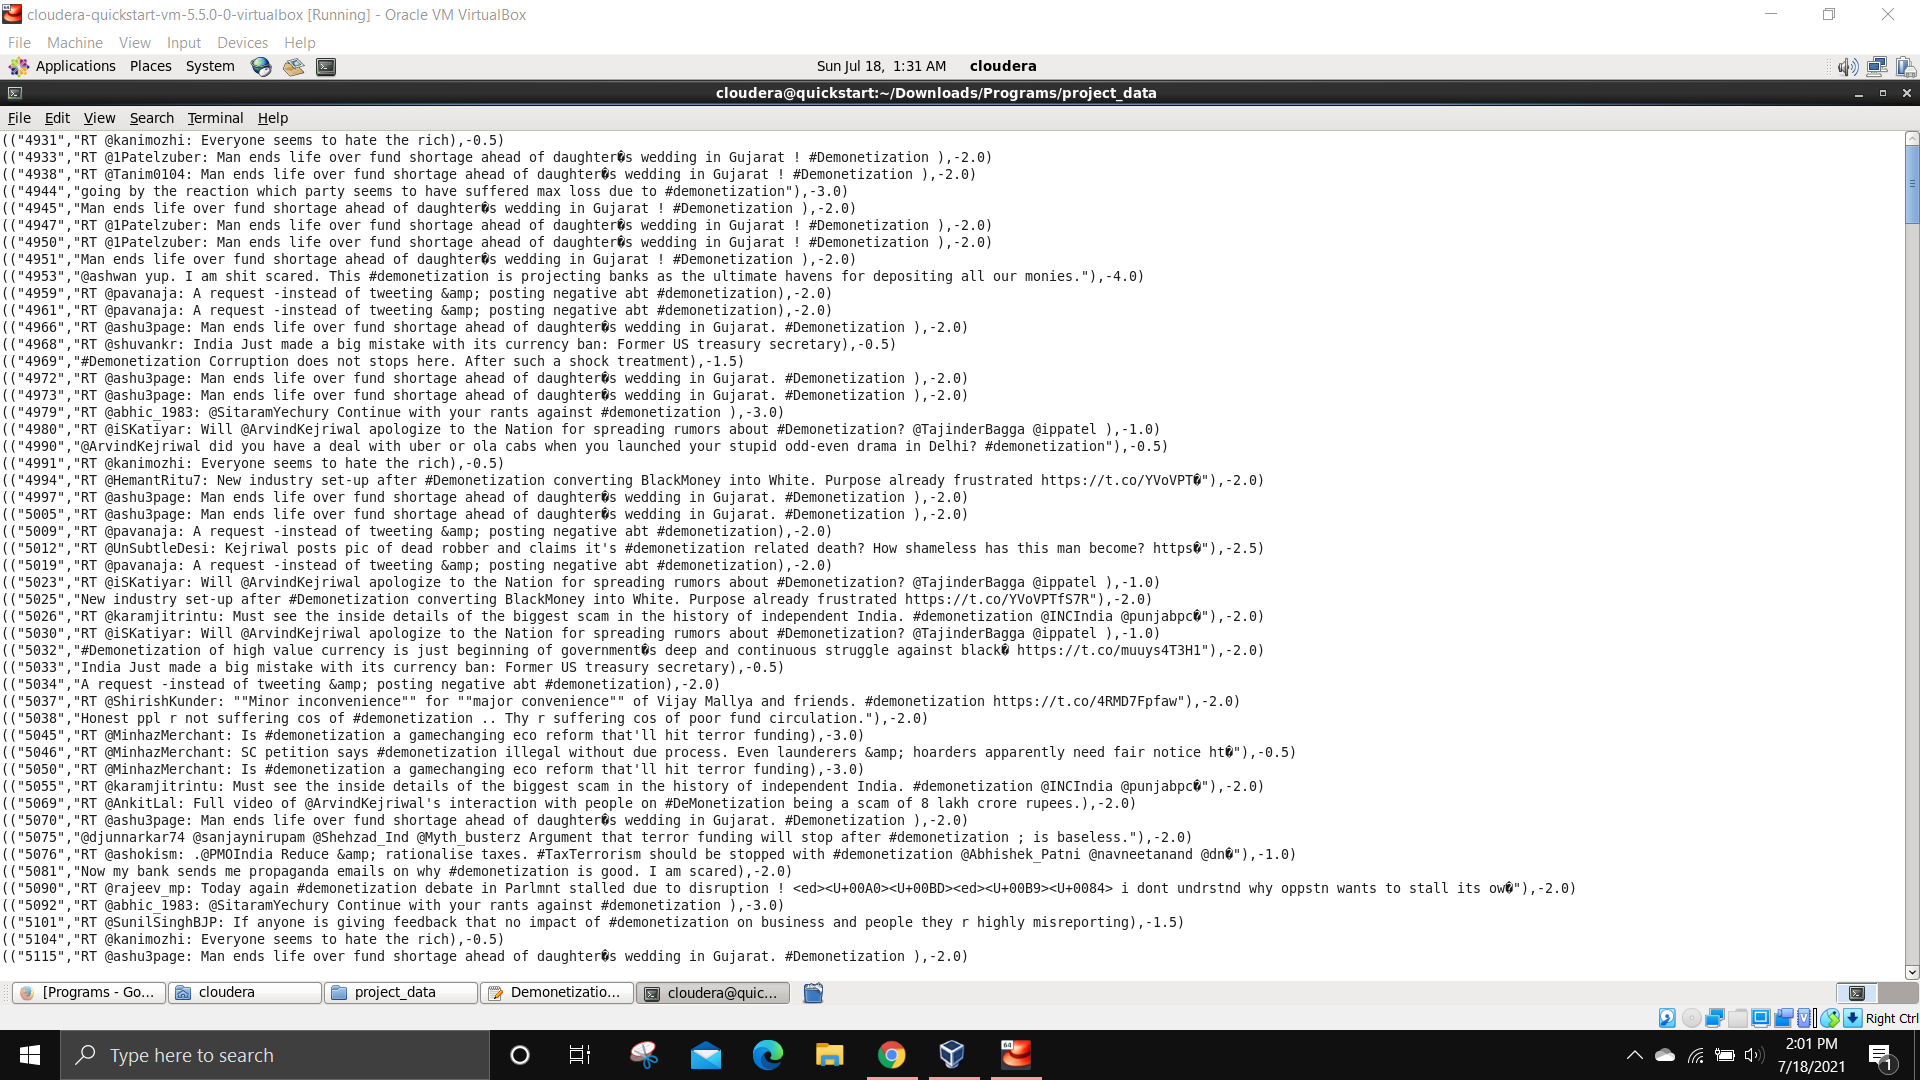 cloudera-quickstart-vm-5.5.0-0-virtualbox [Running] - Oracle VM VirtualBox
File Machine View Input Devices Help
Applications Places System Sun Jul 18, 1:31 AM cloudera
cloudera@quickstart:~/Downloads/Programs/project_data
File Edit View Search Terminal Help
(("4931","RT @kanimozhi: Everyone seems to hate the rich),-0.5)
(("4933","RT @1Patelzuber: Man ends life over fund shortage ahead of daughter�s wedding in Gujarat ! #Demonetization ),-2.0)
(("4938","RT @Tanim0104: Man ends life over fund shortage ahead of daughter�s wedding in Gujarat ! #Demonetization ),-2.0)
(("4944","going by the reaction which party seems to have suffered max loss due to #demonetization"),-3.0)
(("4945","Man ends life over fund shortage ahead of daughter�s wedding in Gujarat ! #Demonetization ),-2.0)
(("4947","RT @1Patelzuber: Man ends life over fund shortage ahead of daughter�s wedding in Gujarat ! #Demonetization ),-2.0)
(("4950","RT @1Patelzuber: Man ends life over fund shortage ahead of daughter�s wedding in Gujarat ! #Demonetization ),-2.0)
(("4951","Man ends life over fund shortage ahead of daughter�s wedding in Gujarat ! #Demonetization ),-2.0)
(("4953","@ashwan yup. I am shit scared. This #demonetization is projecting banks as the ultimate havens for depositing all our monies."),-4.0)
(("4959","RT @pavanaja: A request -instead of tweeting &amp; posting negative abt #demonetization),-2.0)
(("4961","RT @pavanaja: A request -instead of tweeting &amp; posting negative abt #demonetization),-2.0)
(("4966","RT @ashu3page: Man ends life over fund shortage ahead of daughter�s wedding in Gujarat. #Demonetization ),-2.0)
(("4968","RT @shuvankr: India Just made a big mistake with its currency ban: Former US treasury secretary),-0.5)
(("4969","#Demonetization Corruption does not stops here. After such a shock treatment),-1.5)
(("4972","RT @ashu3page: Man ends life over fund shortage ahead of daughter�s wedding in Gujarat. #Demonetization ),-2.0)
(("4973","RT @ashu3page: Man ends life over fund shortage ahead of daughter�s wedding in Gujarat. #Demonetization ),-2.0)
(("4979","RT @abhic_1983: @SitaramYechury Continue with your rants against #demonetization ),-3.0)
(("4980","RT @iSKatiyar: Will @ArvindKejriwal apologize to the Nation for spreading rumors about #Demonetization? @TajinderBagga @ippatel ),-1.0)
(("4990","@ArvindKejriwal did you have a deal with uber or ola cabs when you launched your stupid odd-even drama in Delhi? #demonetization"),-0.5)
(("4991","RT @kanimozhi: Everyone seems to hate the rich),-0.5)
(("4994","RT @HemantRitu7: New industry set-up after #Demonetization converting BlackMoney into White. Purpose already frustrated https://t.co/YVoVPT�"),-2.0)
(("4997","RT @ashu3page: Man ends life over fund shortage ahead of daughter�s wedding in Gujarat. #Demonetization ),-2.0)
(("5005","RT @ashu3page: Man ends life over fund shortage ahead of daughter�s wedding in Gujarat. #Demonetization ),-2.0)
(("5009","RT @pavanaja: A request -instead of tweeting &amp; posting negative abt #demonetization),-2.0)
(("5012","RT @UnSubtleDesi: Kejriwal posts pic of dead robber and claims it's #demonetization related death? How shameless has this man become? https�"),-2.5)
(("5019","RT @pavanaja: A request -instead of tweeting &amp; posting negative abt #demonetization),-2.0)
(("5023","RT @iSKatiyar: Will @ArvindKejriwal apologize to the Nation for spreading rumors about #Demonetization? @TajinderBagga @ippatel ),-1.0)
(("5025","New industry set-up after #Demonetization converting BlackMoney into White. Purpose already frustrated https://t.co/YVoVPTfS7R"),-2.0)
(("5026","RT @karamjitrintu: Must see the inside details of the biggest scam in the history of independent India. #demonetization @INCIndia @punjabpc�"),-2.0)
(("5030","RT @iSKatiyar: Will @ArvindKejriwal apologize to the Nation for spreading rumors about #Demonetization? @TajinderBagga @ippatel ),-1.0)
(("5032","#Demonetization of high value currency is just beginning of government�s deep and continuous struggle against black� https://t.co/muuys4T3H1"),-2.0)
(("5033","India Just made a big mistake with its currency ban: Former US treasury secretary),-0.5)
(("5034","A request -instead of tweeting &amp; posting negative abt #demonetization),-2.0)
(("5037","RT @ShirishKunder: ""Minor inconvenience"" for ""major convenience"" of Vijay Mallya and friends. #demonetization https://t.co/4RMD7Fpfaw"),-2.0)
(("5038","Honest ppl r not suffering cos of #demonetization .. Thy r suffering cos of poor fund circulation."),-2.0)
(("5045","RT @MinhazMerchant: Is #demonetization a gamechanging eco reform that'll hit terror funding),-3.0)
(("5046","RT @MinhazMerchant: SC petition says #demonetization illegal without due process. Even launderers &amp; hoarders apparently need fair notice ht�"),-0.5)
(("5050","RT @MinhazMerchant: Is #demonetization a gamechanging eco reform that'll hit terror funding),-3.0)
(("5055","RT @karamjitrintu: Must see the inside details of the biggest scam in the history of independent India. #demonetization @INCIndia @punjabpc�"),-2.0)
(("5069","RT @AnkitLal: Full video of @ArvindKejriwal's interaction with people on #DeMonetization being a scam of 8 lakh crore rupees.),-2.0)
(("5070","RT @ashu3page: Man ends life over fund shortage ahead of daughter�s wedding in Gujarat. #Demonetization ),-2.0)
(("5075","@djunnarkar74 @sanjaynirupam @Shehzad_Ind @Myth_busterz Argument that terror funding will stop after #demonetization ; is baseless."),-2.0)
(("5076","RT @ashokism: .@PMOIndia Reduce &amp; rationalise taxes. #TaxTerrorism should be stopped with #demonetization @Abhishek_Patni @navneetanand @dn�"),-1.0)
(("5081","Now my bank sends me propaganda emails on why #demonetization is good. I am scared),-2.0)
(("5090","RT @rajeev_mp: Today again #demonetization debate in Parlmnt stalled due to disruption ! <ed><U+00A0><U+00BD><ed><U+00B9><U+0084> i dont undrstnd why oppstn wants to stall its ow�"),-2.0)
(("5092","RT @abhic_1983: @SitaramYechury Continue with your rants against #demonetization ),-3.0)
(("5101","RT @SunilSinghBJP: If anyone is giving feedback that no impact of #demonetization on business and people they r highly misreporting),-1.5)
(("5104","RT @kanimozhi: Everyone seems to hate the rich),-0.5)
(("5115","RT @ashu3page: Man ends life over fund shortage ahead of daughter�s wedding in Gujarat. #Demonetization ),-2.0)
[Programs - Go... cloudera project_data Demonetizatio... cloudera@quic...
Right Ctrl
Type here to search
2:01 PM
7/18/2021
1